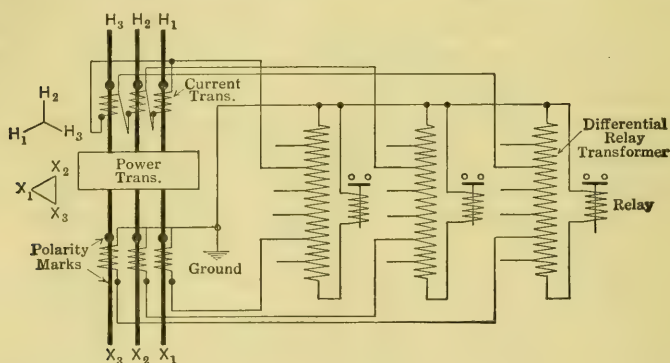 H₃ H₂ H₁
Current
Trans.
H₂
H₁ H₃
Differential
Relay
Transformer
Power
Trans.
X₂
X₁
X₃
Relay
Polarity
Marks
Ground
X₃ X₂ X₁